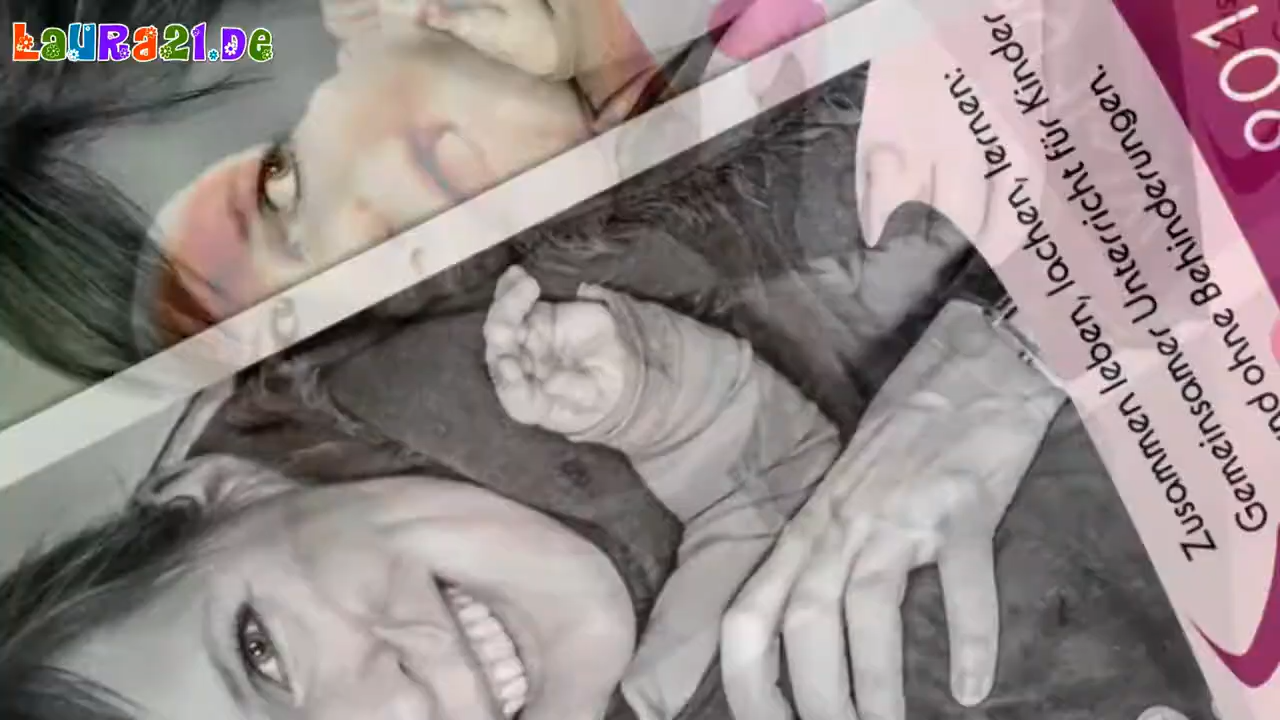 LaURa21.De
Zusammen leben, lachen, lernen:
Gemeinsamer Unterricht für Kinder
und ohne Behinderungen.